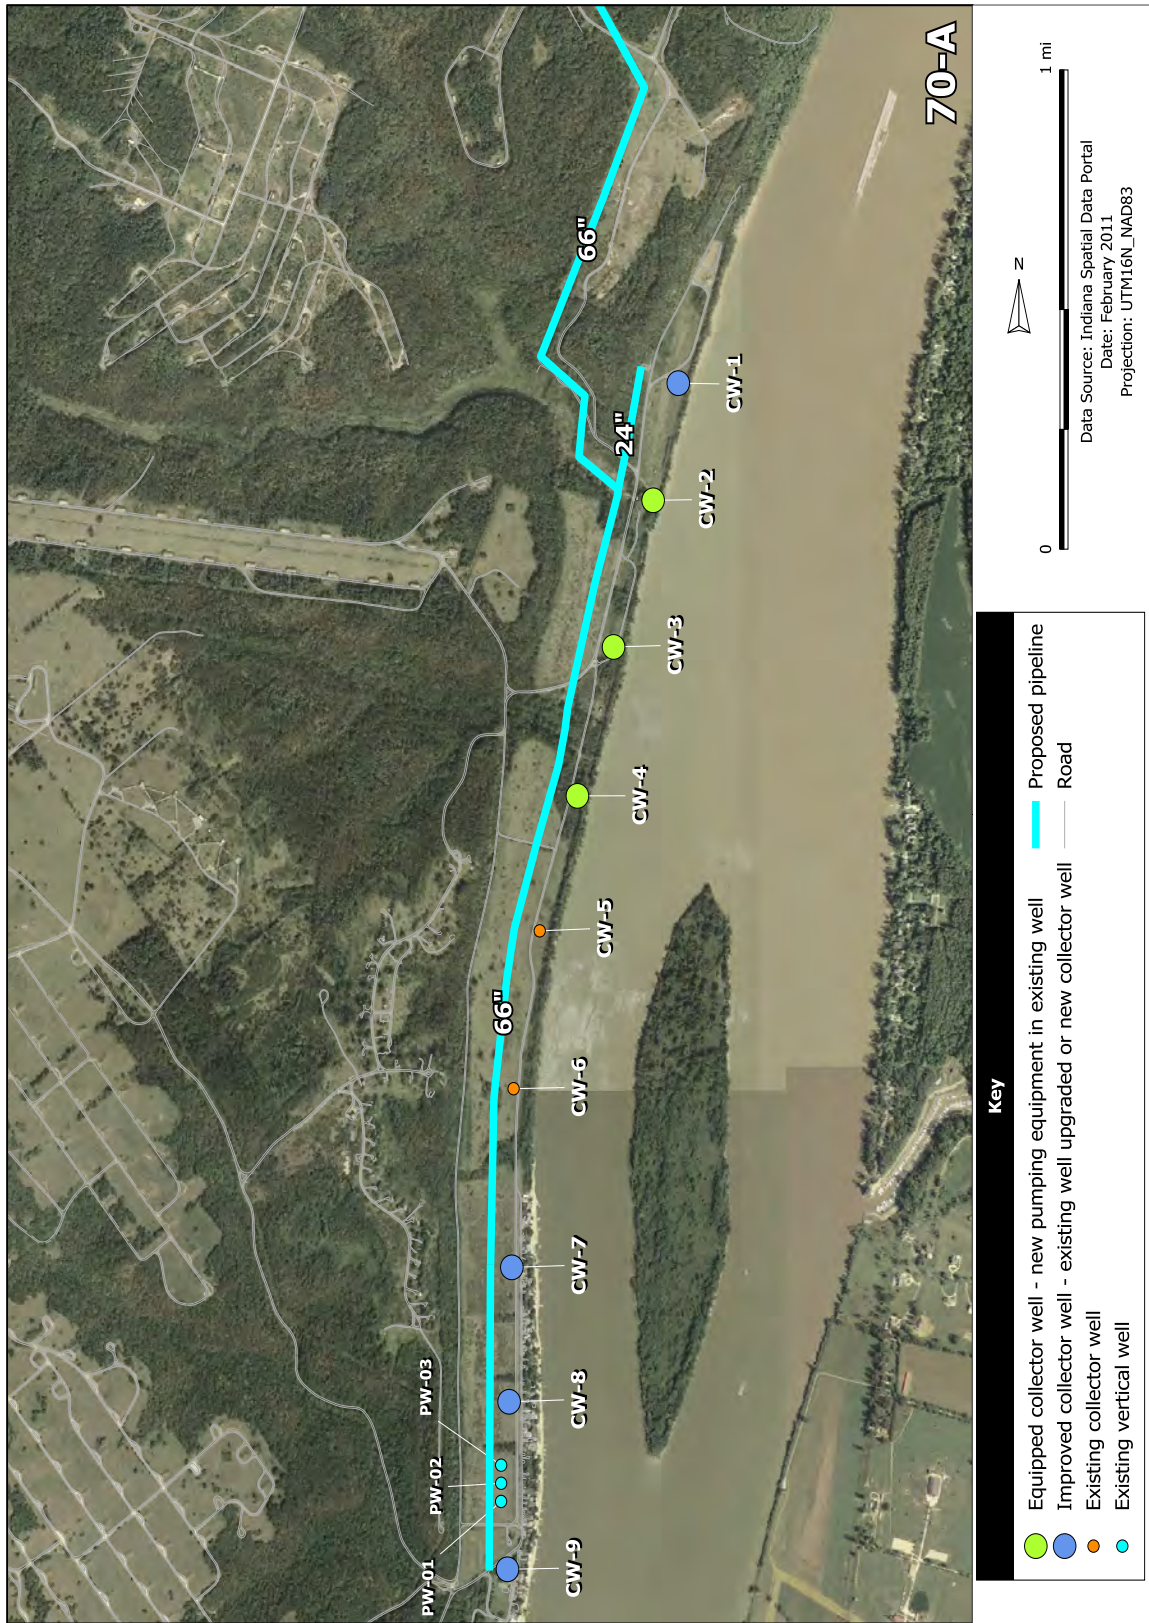 70-A
66"
24"
66"
CW-1
CW-2
CW-3
CW-4
CW-5
CW-6
CW-7
CW-8
CW-9
PW-03
PW-02
PW-01
N
0 1 mi
Data Source: Indiana Spatial Data Portal
Date: February 2011
Projection: UTM16N_NAD83
Key
Equipped collector well - new pumping equipment in existing well
Improved collector well - existing well upgraded or new collector well
Existing collector well
Existing vertical well
Proposed pipeline
Road